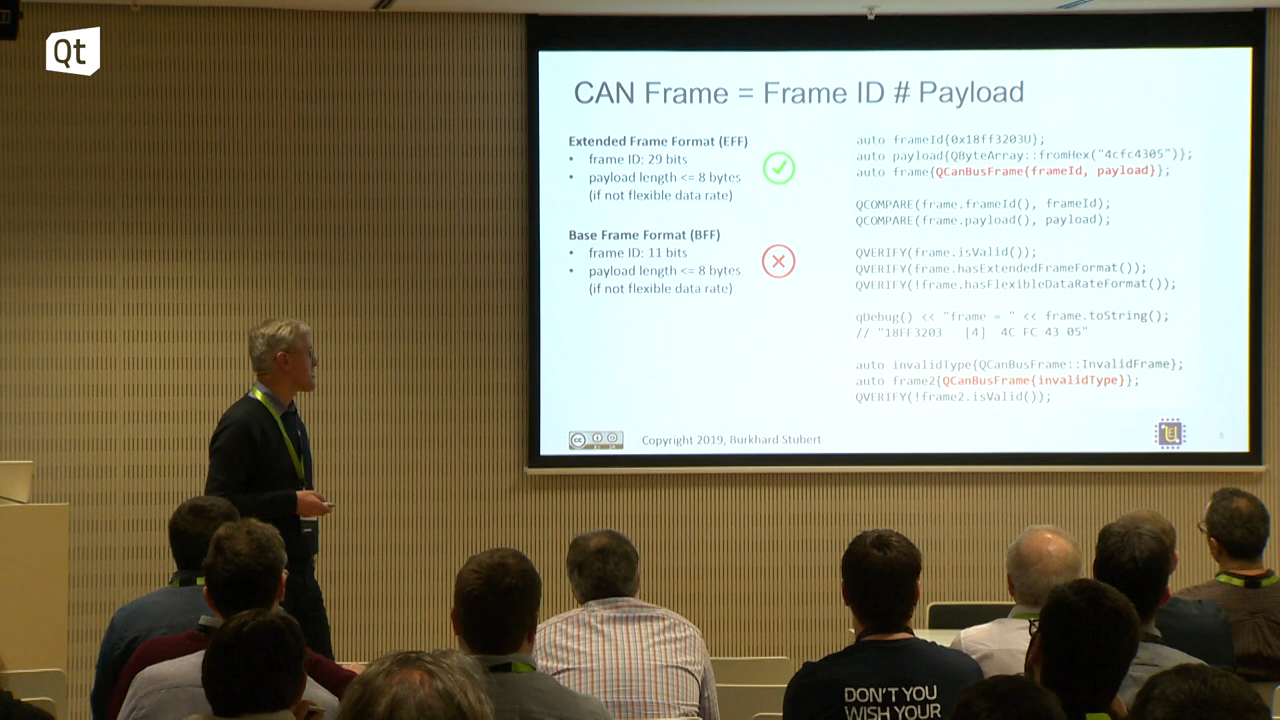 Qt
CAN Frame = Frame ID # Payload
Extended Frame Format (EFF)
• frame ID: 29 bits
• payload length <= 8 bytes
(if not flexible data rate)
Base Frame Format (BFF)
• frame ID: 11 bits
• payload length <= 8 bytes
(if not flexible data rate)
auto frameId{0x18ff3203U};
auto payload{QByteArray::fromHex("4cfc4305")};
auto frame{QCanBusFrame{frameId, payload}};
QCOMPARE(frame.frameId(), frameId);
QCOMPARE(frame.payload(), payload);
QVERIFY(frame.isValid());
QVERIFY(frame.hasExtendedFrameFormat());
QVERIFY(!frame.hasFlexibleDataRateFormat());
qDebug() << "frame = " << frame.toString();
// "18FF3203   [4]  4C FC 43 05"
auto invalidType{QCanBusFrame::InvalidFrame};
auto frame2{QCanBusFrame{invalidType}};
QVERIFY(!frame2.isValid());
cc
Copyright 2019, Burkhard Stubert
5
DON'T YOU
WISH YOUR